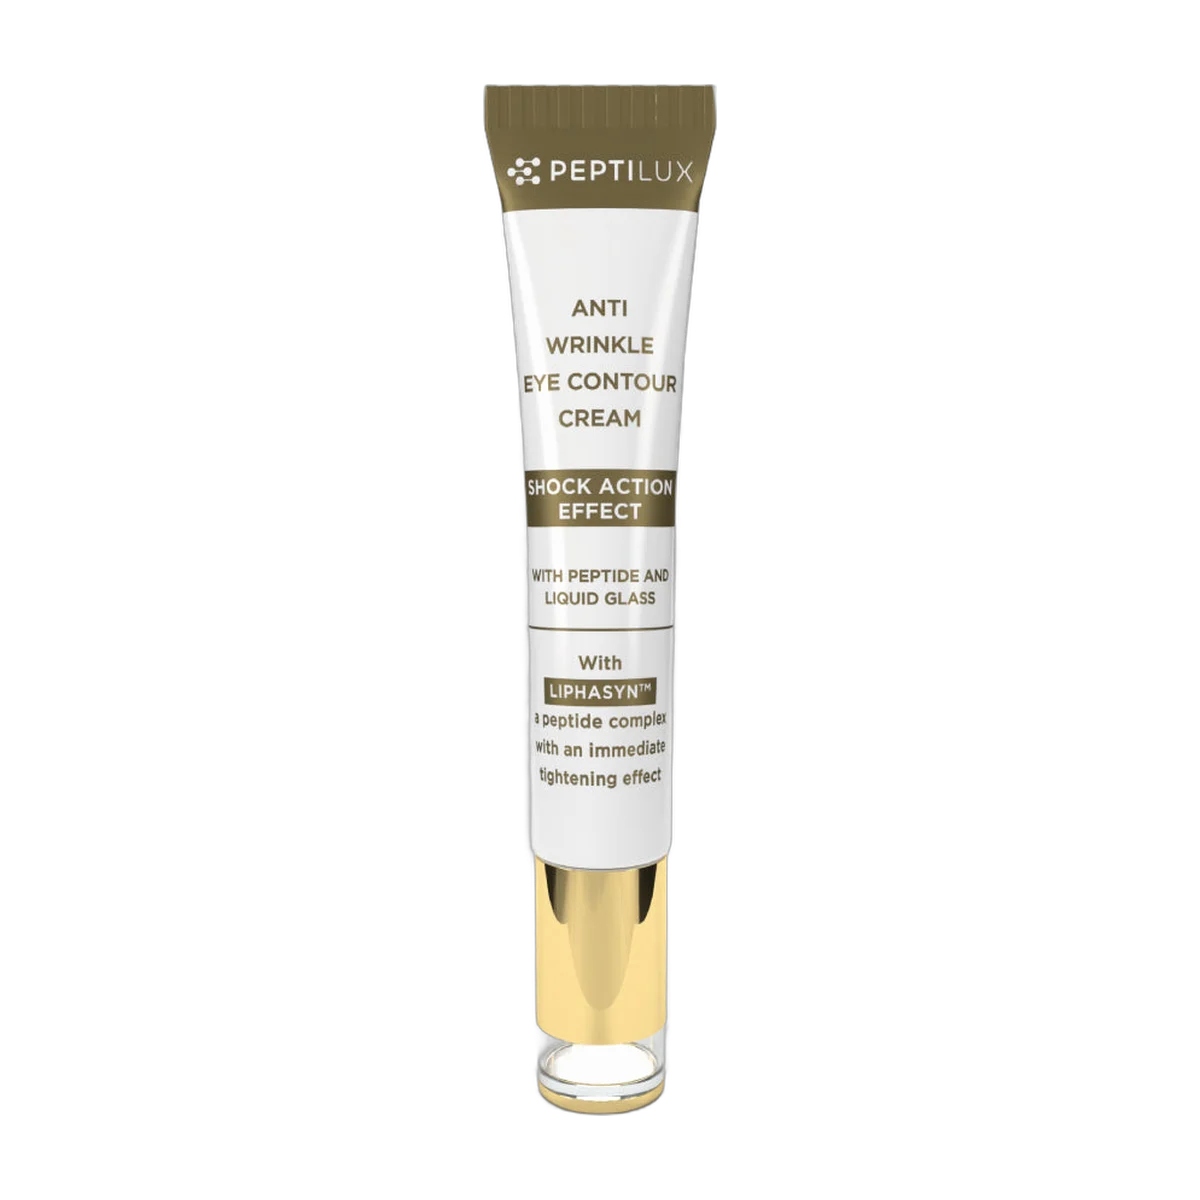 PEPTILUX
ANTI
WRINKLE
EYE CONTOUR
CREAM
SHOCK ACTION
EFFECT
WITH PEPTIDE AND
LIQUID GLASS
With
LIPHASYN™
a peptide complex
with an immediate
tightening effect